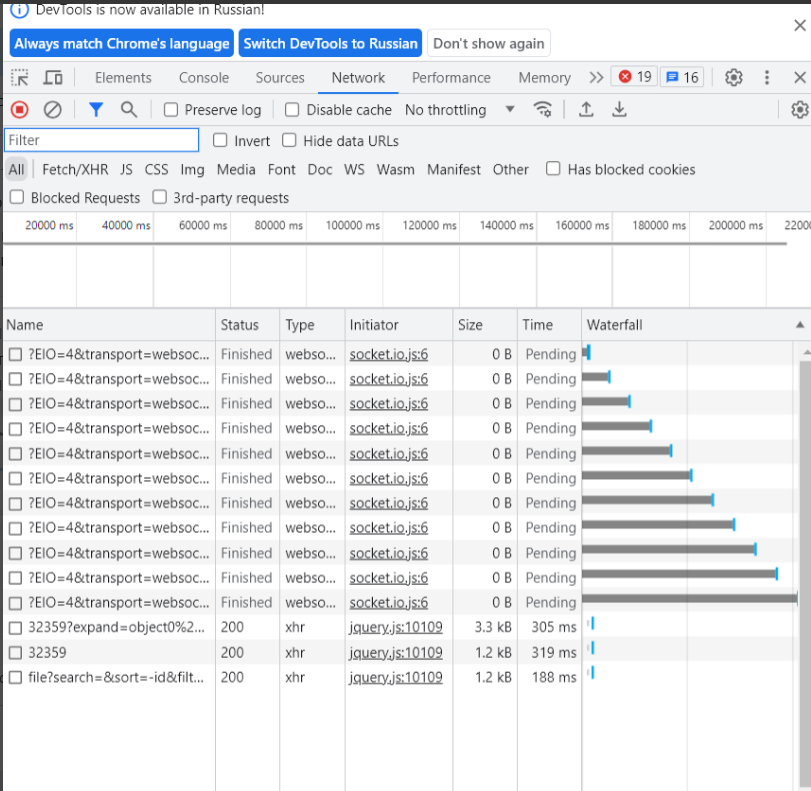 DevTools is now available in Russian!
Always match Chrome's language Switch DevTools to Russian Don't show again
Elements Console Sources Network Performance Memory 19 16
Preserve log Disable cache No throttling
Filter Invert Hide data URLs
All Fetch/XHR JS CSS Img Media Font Doc WS Wasm Manifest Other Has blocked cookies
Blocked Requests 3rd-party requests
20000 ms 40000 ms 60000 ms 80000 ms 100000 ms 120000 ms 140000 ms 160000 ms 180000 ms 200000 ms 2200
Name Status Type Initiator Size Time Waterfall
?EIO=4&transport=websoc... Finished webso... socket.io.js:6 0 B Pending
?EIO=4&transport=websoc... Finished webso... socket.io.js:6 0 B Pending
?EIO=4&transport=websoc... Finished webso... socket.io.js:6 0 B Pending
?EIO=4&transport=websoc... Finished webso... socket.io.js:6 0 B Pending
?EIO=4&transport=websoc... Finished webso... socket.io.js:6 0 B Pending
?EIO=4&transport=websoc... Finished webso... socket.io.js:6 0 B Pending
?EIO=4&transport=websoc... Finished webso... socket.io.js:6 0 B Pending
?EIO=4&transport=websoc... Finished webso... socket.io.js:6 0 B Pending
?EIO=4&transport=websoc... Finished webso... socket.io.js:6 0 B Pending
?EIO=4&transport=websoc... Finished webso... socket.io.js:6 0 B Pending
?EIO=4&transport=websoc... Finished webso... socket.io.js:6 0 B Pending
32359?expand=object0%2... 200 xhr jquery.js:10109 3.3 kB 305 ms
32359 200 xhr jquery.js:10109 1.2 kB 319 ms
file?search=&sort=-id&filt... 200 xhr jquery.js:10109 1.2 kB 188 ms